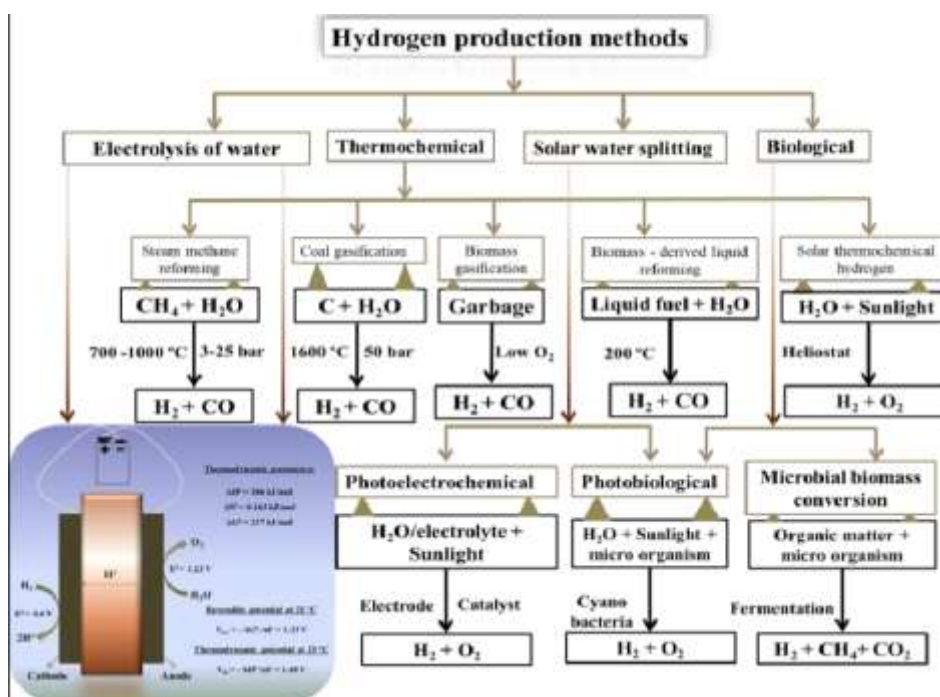 Hydrogen production methods
Electrolysis of water
Thermochemical
Solar water splitting
Biological
Steam methane
reforming
Coal gasification
Biomass
gasification
Biomass - derived liquid
reforming
Solar thermochemical
hydrogen
CH₄ + H₂O
C + H₂O
Garbage
Liquid fuel + H₂O
H₂O + Sunlight
700 -1000 °C 3-25 bar
1600 °C 50 bar
Low O₂
200 °C
Heliostat
H₂ + CO
H₂ + CO
H₂ + CO
H₂ + CO
H₂ + O₂
Photoelectrochemical
Photobiological
Microbial biomass
conversion
H₂O/electrolyte +
Sunlight
H₂O + Sunlight +
micro organism
Organic matter +
micro organism
Electrode Catalyst
Cyano
bacteria
Fermentation
H₂ + O₂
H₂ + O₂
H₂ + CH₄+ CO₂
O₂
H⁺
H₂
H₂O
2H⁺
Cathode
Anode